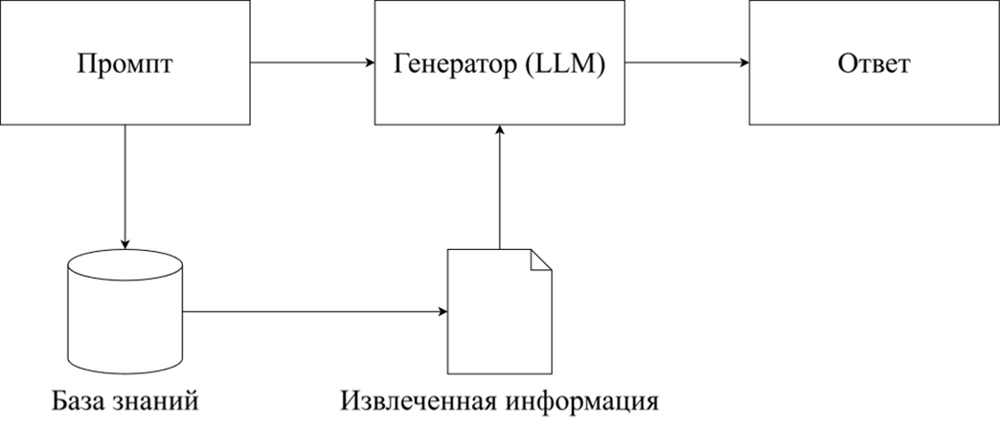 Промпт
Генератор (LLM)
Ответ
База знаний
Извлеченная информация